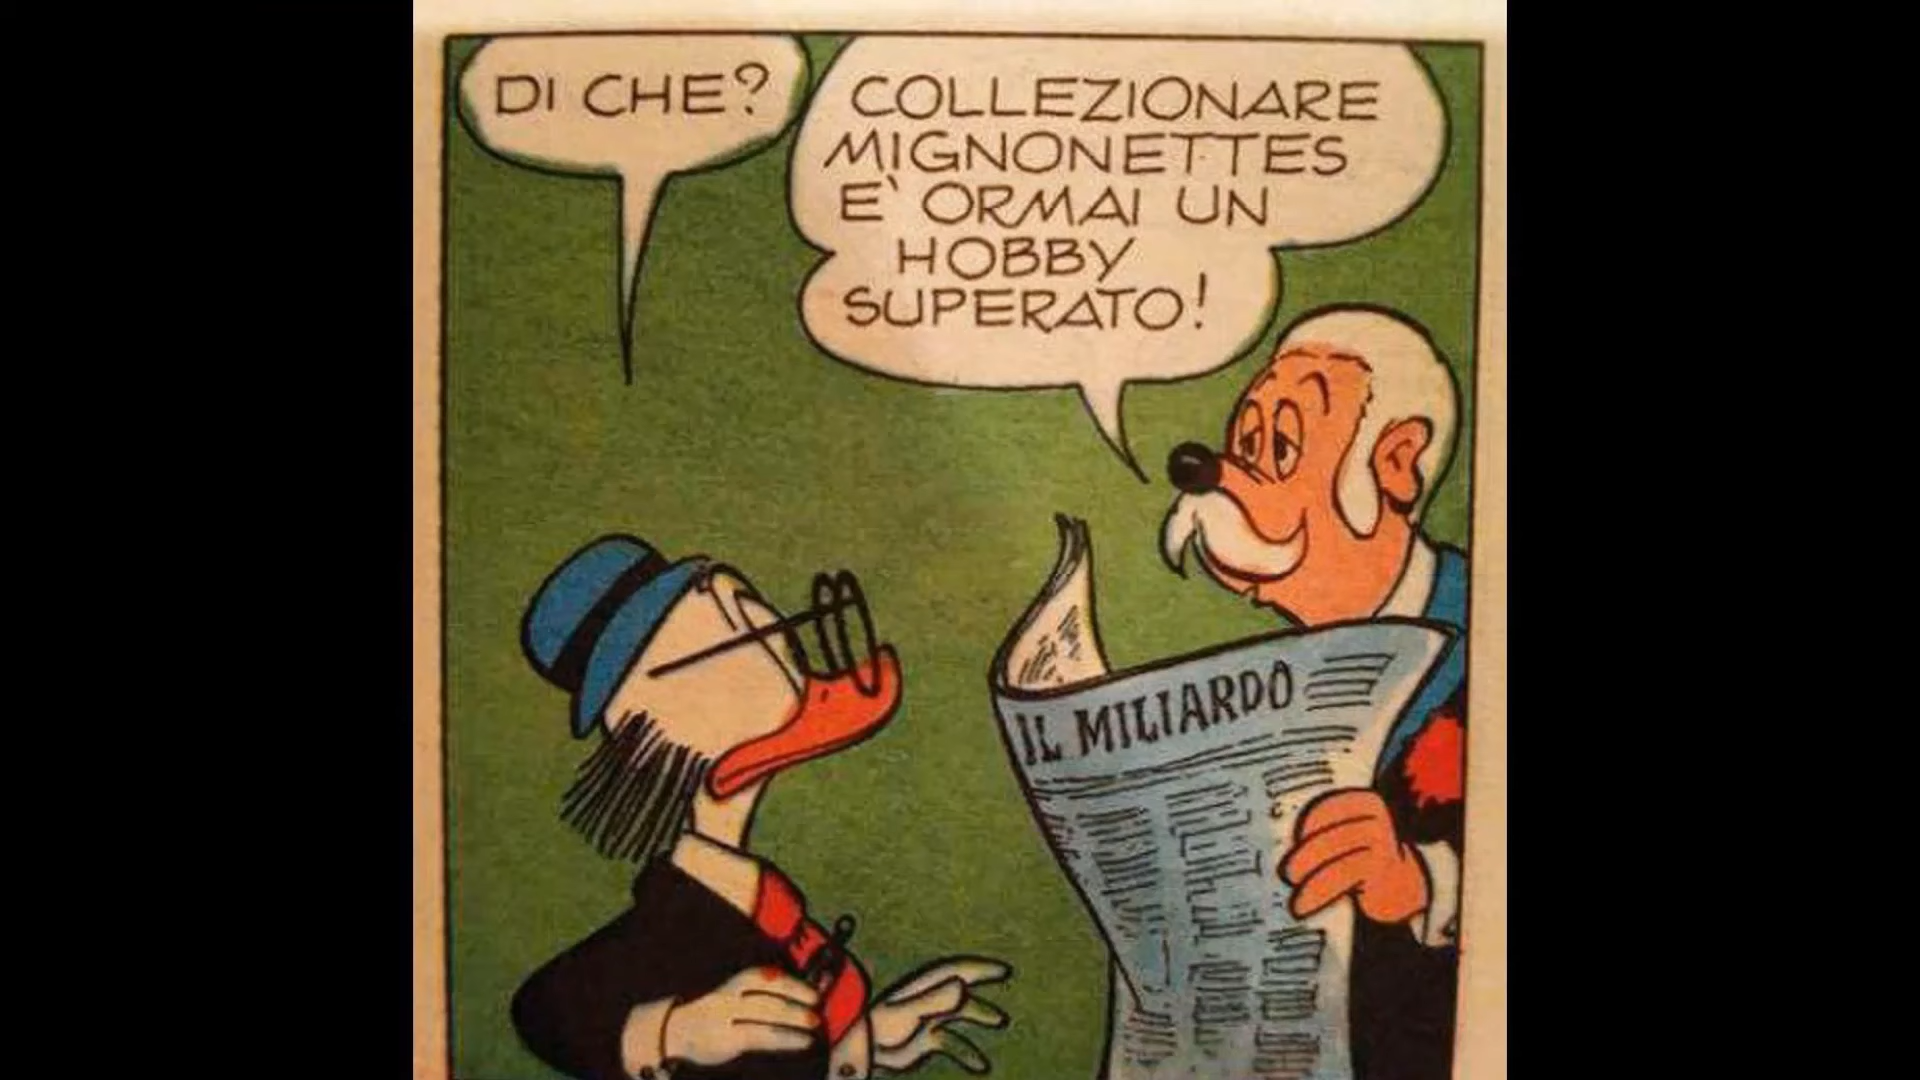 DI CHE?
COLLEZIONARE
MIGNONETTES
E' ORMAI UN
HOBBY
SUPERATO!
IL MILIARDO